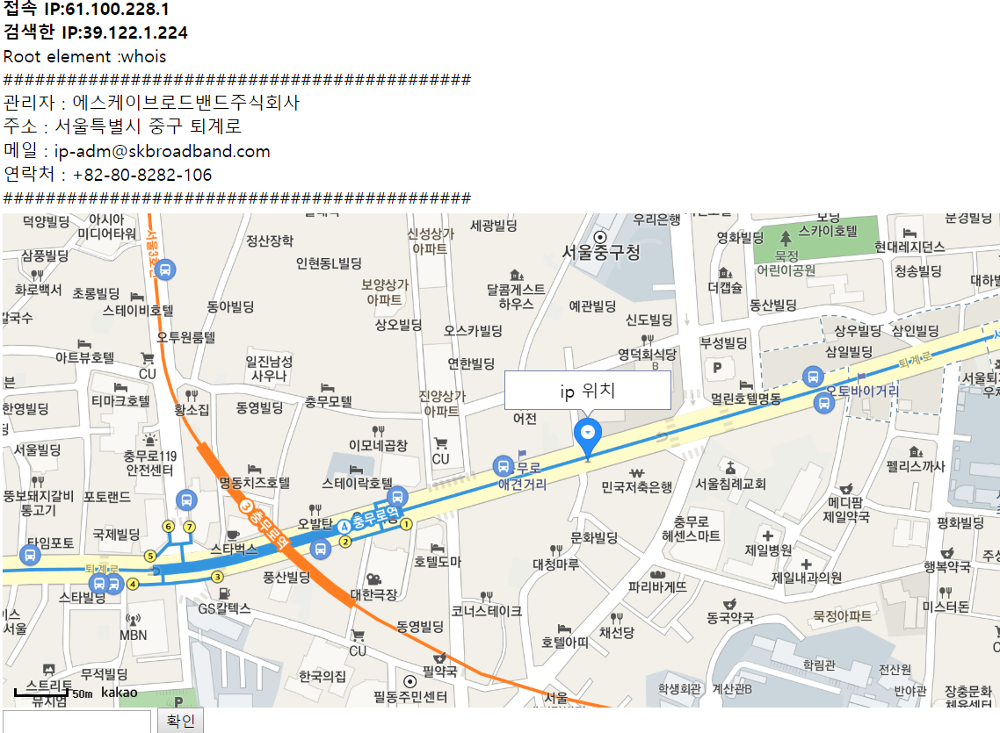 접속 IP:61.100.228.1
검색한 IP:39.122.1.224
Root element :whois
############################################
관리자 : 에스케이브로드밴드주식회사
주소 : 서울특별시 중구 퇴계로
메일 : ip-adm@skbroadband.com
연락처 : +82-80-8282-106
############################################
덕양빌딩
아시아
미디어타워
정산장학
신성상가
아파트
세광빌딩
우리은행
영화빌딩
스카이호텔
문경빌딩
삼풍빌딩
인현동L빌딩
서울중구청
묵정
어린이공원
현대레지던스
청송빌딩
화로백서
초롱빌딩
스테이비호텔
동아빌딩
보양상가
아파트
달콤게스트
하우스
예관빌딩
더캡슐
동산빌딩
오투원룸텔
상오빌딩
오스카빌딩
신도빌딩
부성빌딩
상우빌딩
삼인빌딩
아트뷰호텔
CU
일진남성
사우나
연한빌딩
영덕회식당
B
P
삼일빌딩
퇴계로
티마크호텔
황소집
동영빌딩
충무모텔
진양상가
아파트
ip 위치
어전
멀린호텔명동
오토바이거리
한영빌딩
서울빌딩
충무로119
안전센터
이모네곱창
CU
충무로
애견거리
민국저축은행
서울침례교회
펠리스까사
뚱보돼지갈비
통고기
포토랜드
명동치즈호텔
스테이락호텔
메디팜
제일약국
평화빌딩
타임포토
국제빌딩
6
7
3 충무로역
오발탄
4 충무로역
1
2
문화빌딩
충무로
헤센스마트
제일병원
5
스타벅스
호텔도마
대청마루
제일내과의원
행복약국
퇴계로
4
3
풍산빌딩
대한극장
파리바게뜨
스타빌딩
GS칼텍스
코너스테이크
동국약국
묵정아파트
미스터돈
서울
MBN
동영빌딩
호텔아띠
채선당
CU
무석빌딩
한국의집
필약국
학림관
전산원
스트리트
뮤지엄
50m kakao
P
필동주민센터
서울
학생회관
계산관B
반야관
장충문화
체육센터
확인